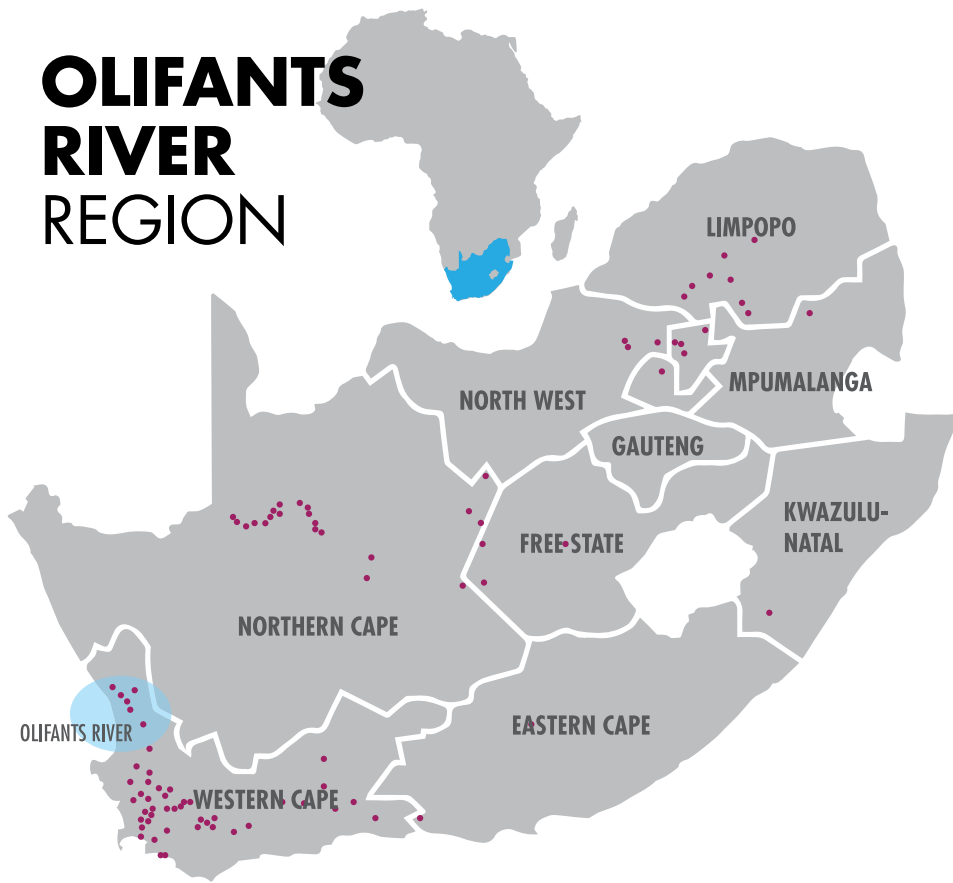 OLIFANTS
RIVER
REGION
LIMPOPO
MPUMALANGA
NORTH WEST
GAUTENG
KWAZULU-
NATAL
FREE STATE
NORTHERN CAPE
EASTERN CAPE
OLIFANTS RIVER
WESTERN CAPE